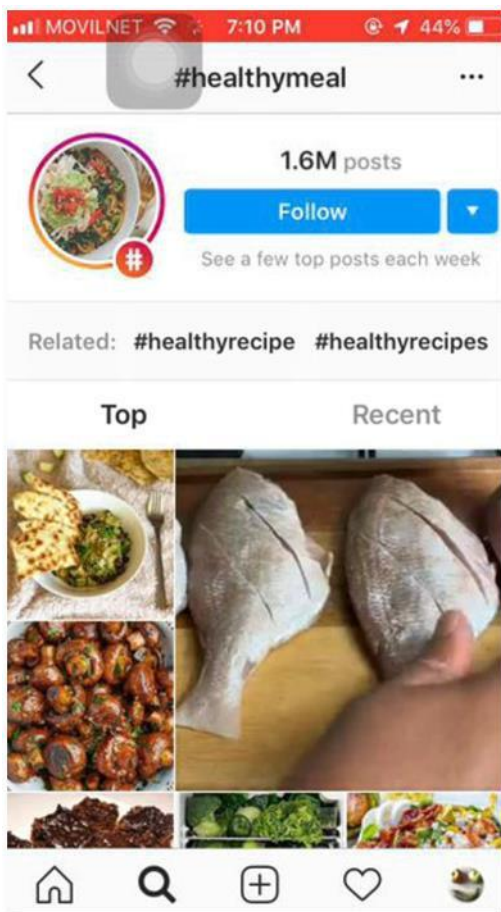 MOVILNET 7:10 PM 44%
#healthymeal
1.6M posts
Follow
#
See a few top posts each week
Related: #healthyrecipe #healthyrecipes
Top Recent